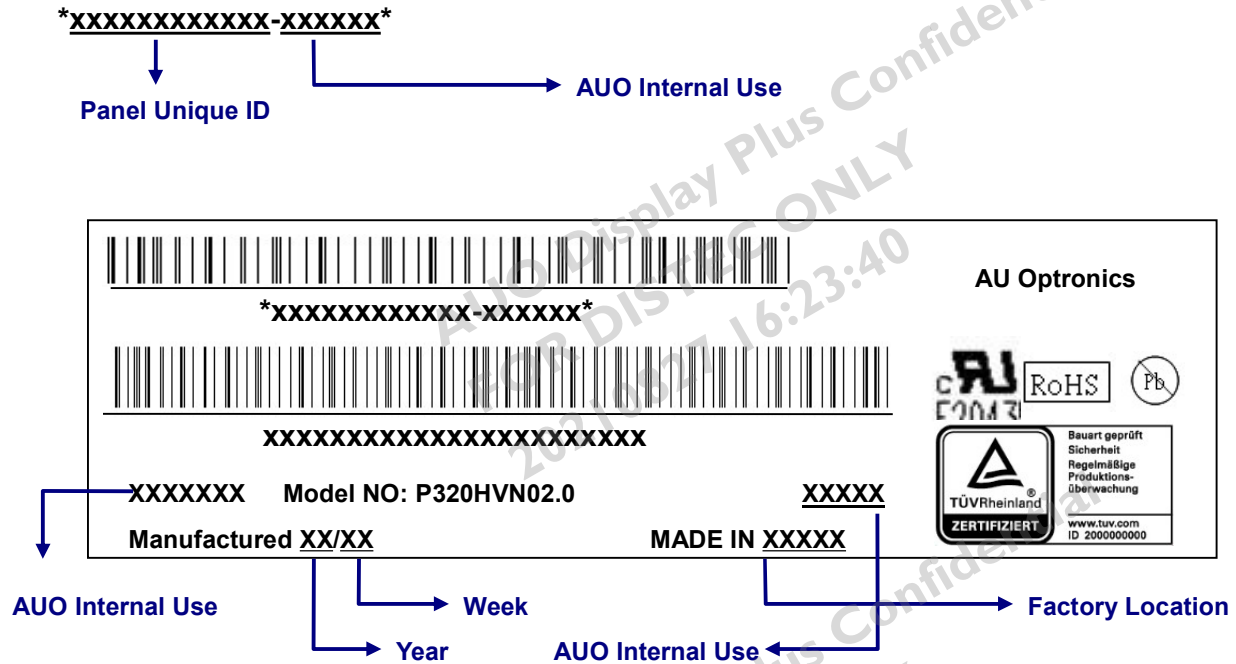 *xxxxxxxxxxxx-xxxxxx*
AUO Internal Use
Panel Unique ID
AUO Display Plus Confidential
FOR DISTEC ONLY
20210827 16:23:40
AU Optronics
*xxxxxxxxxxxx-xxxxxx*
RoHS
Pb
xxxxxxxxxxxxxxxxxxxxxxx
Bauart geprüft
Sicherheit
Regelmäßige
Produktions-
überwachung
TÜVRheinland®
ZERTIFIZIERT
www.tuv.com
ID 2000000000
XXXXXXX Model NO: P320HVN02.0 XXXXX
Manufactured XX/XX MADE IN XXXXX
AUO Internal Use
Week
Factory Location
Year
AUO Internal Use
Plus Confidential